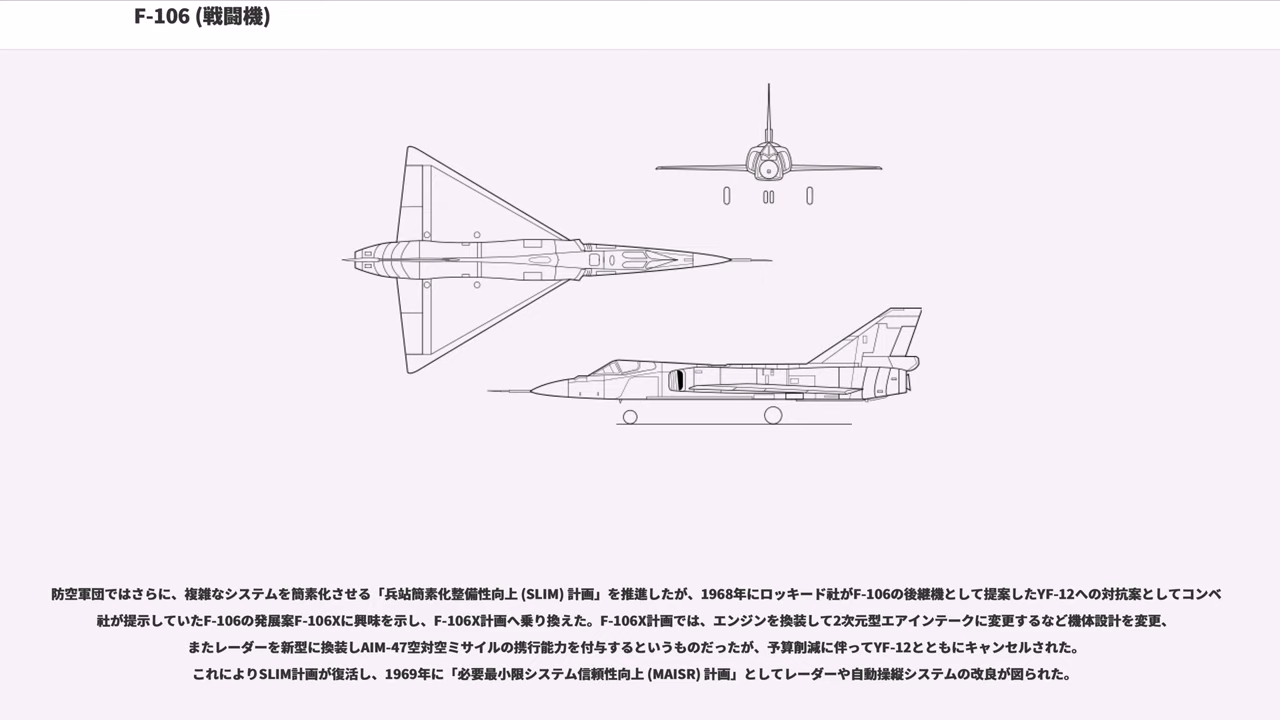 F-106 (戦闘機)
防空軍団ではさらに、複雑なシステムを簡素化させる「兵站簡素化整備性向上 (SLIM) 計画」を推進したが、1968年にロッキード社がF-106の後継機として提案したYF-12への対抗案としてコンベ
社が提示していたF-106の発展案F-106Xに興味を示し、F-106X計画へ乗り換えた。F-106X計画では、エンジンを換装して2次元型エアインテークに変更するなど機体設計を変更、
またレーダーを新型に換装しAIM-47空対空ミサイルの携行能力を付与するというものだったが、予算削減に伴ってYF-12とともにキャンセルされた。
これによりSLIM計画が復活し、1969年に「必要最小限システム信頼性向上 (MAISR) 計画」としてレーダーや自動操縦システムの改良が図られた。